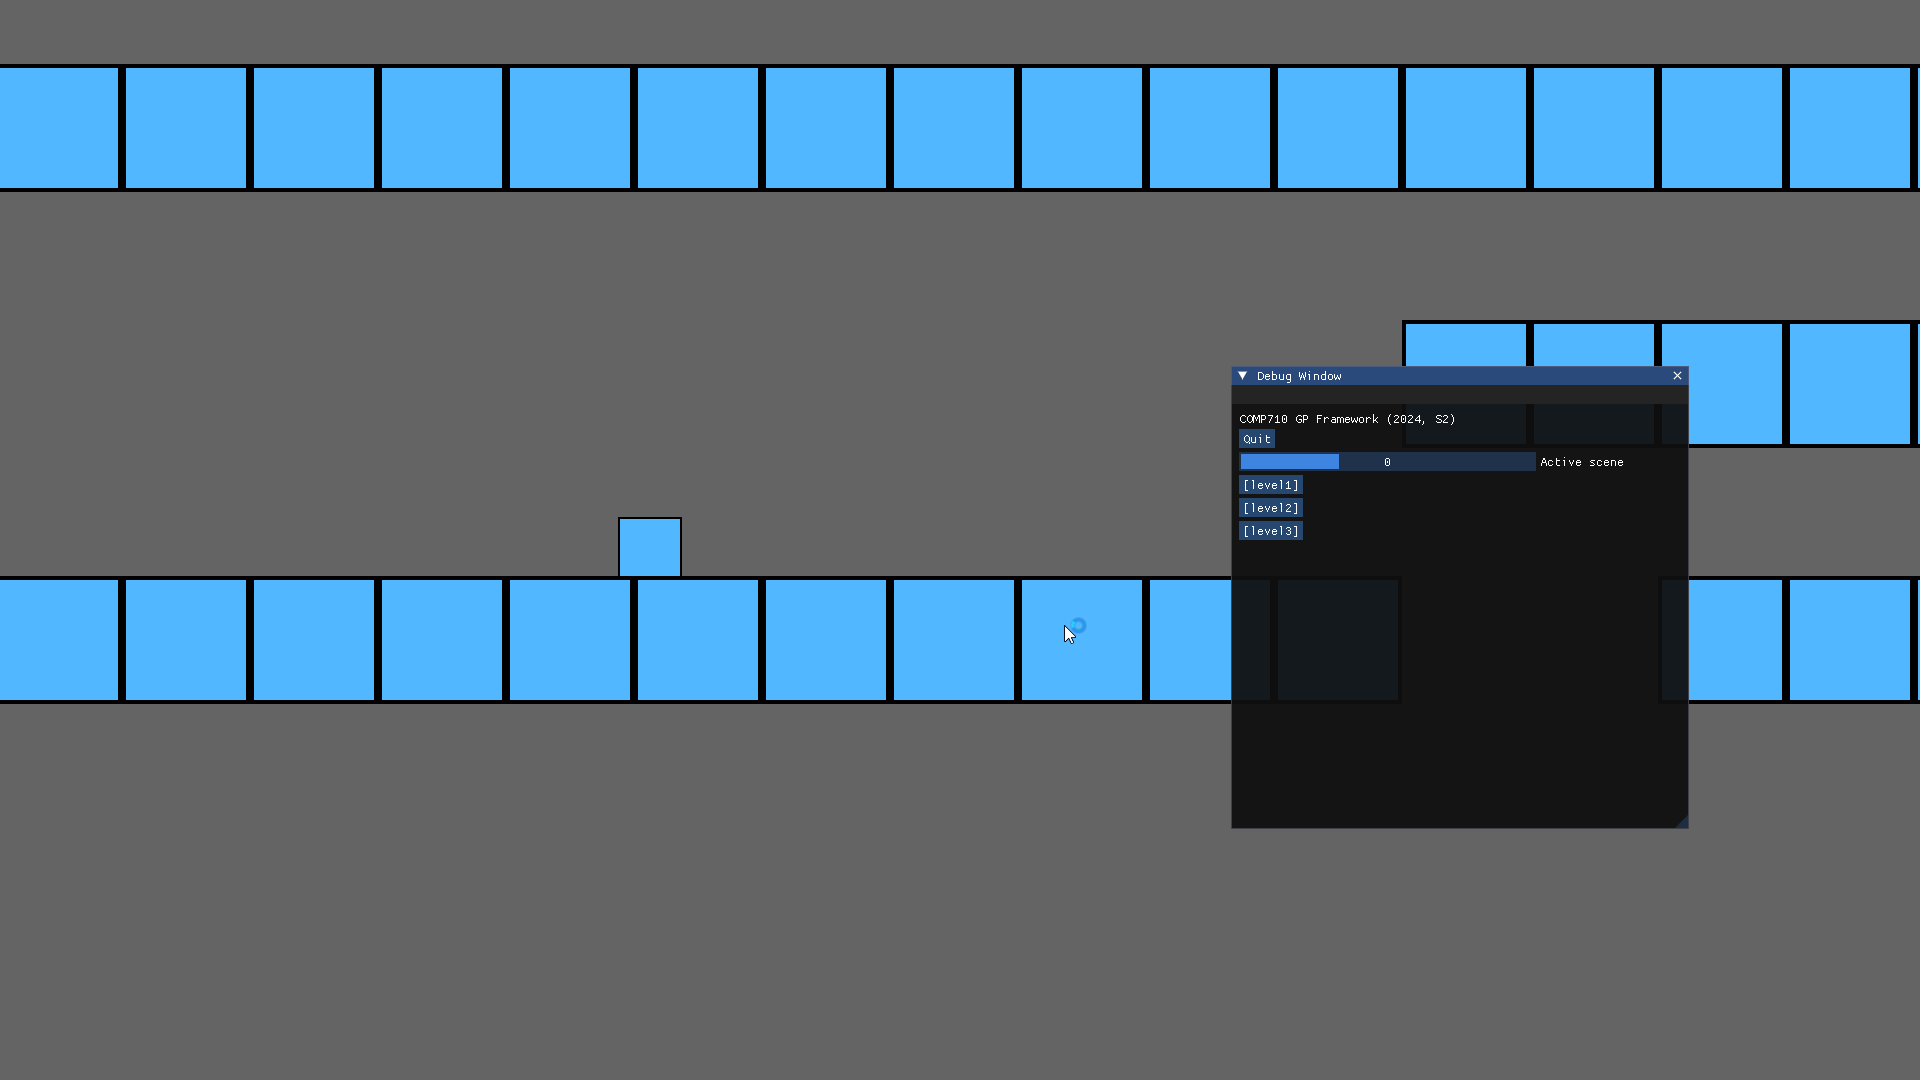 Debug Window
COMP710 GP Framework (2024, S2)
Quit
0 Active scene
[level1]
[level2]
[level3]